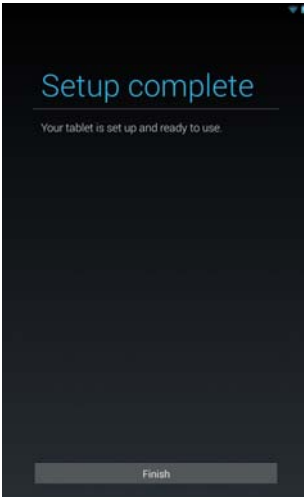 Setup complete
Your tablet is set up and ready to use.
Finish